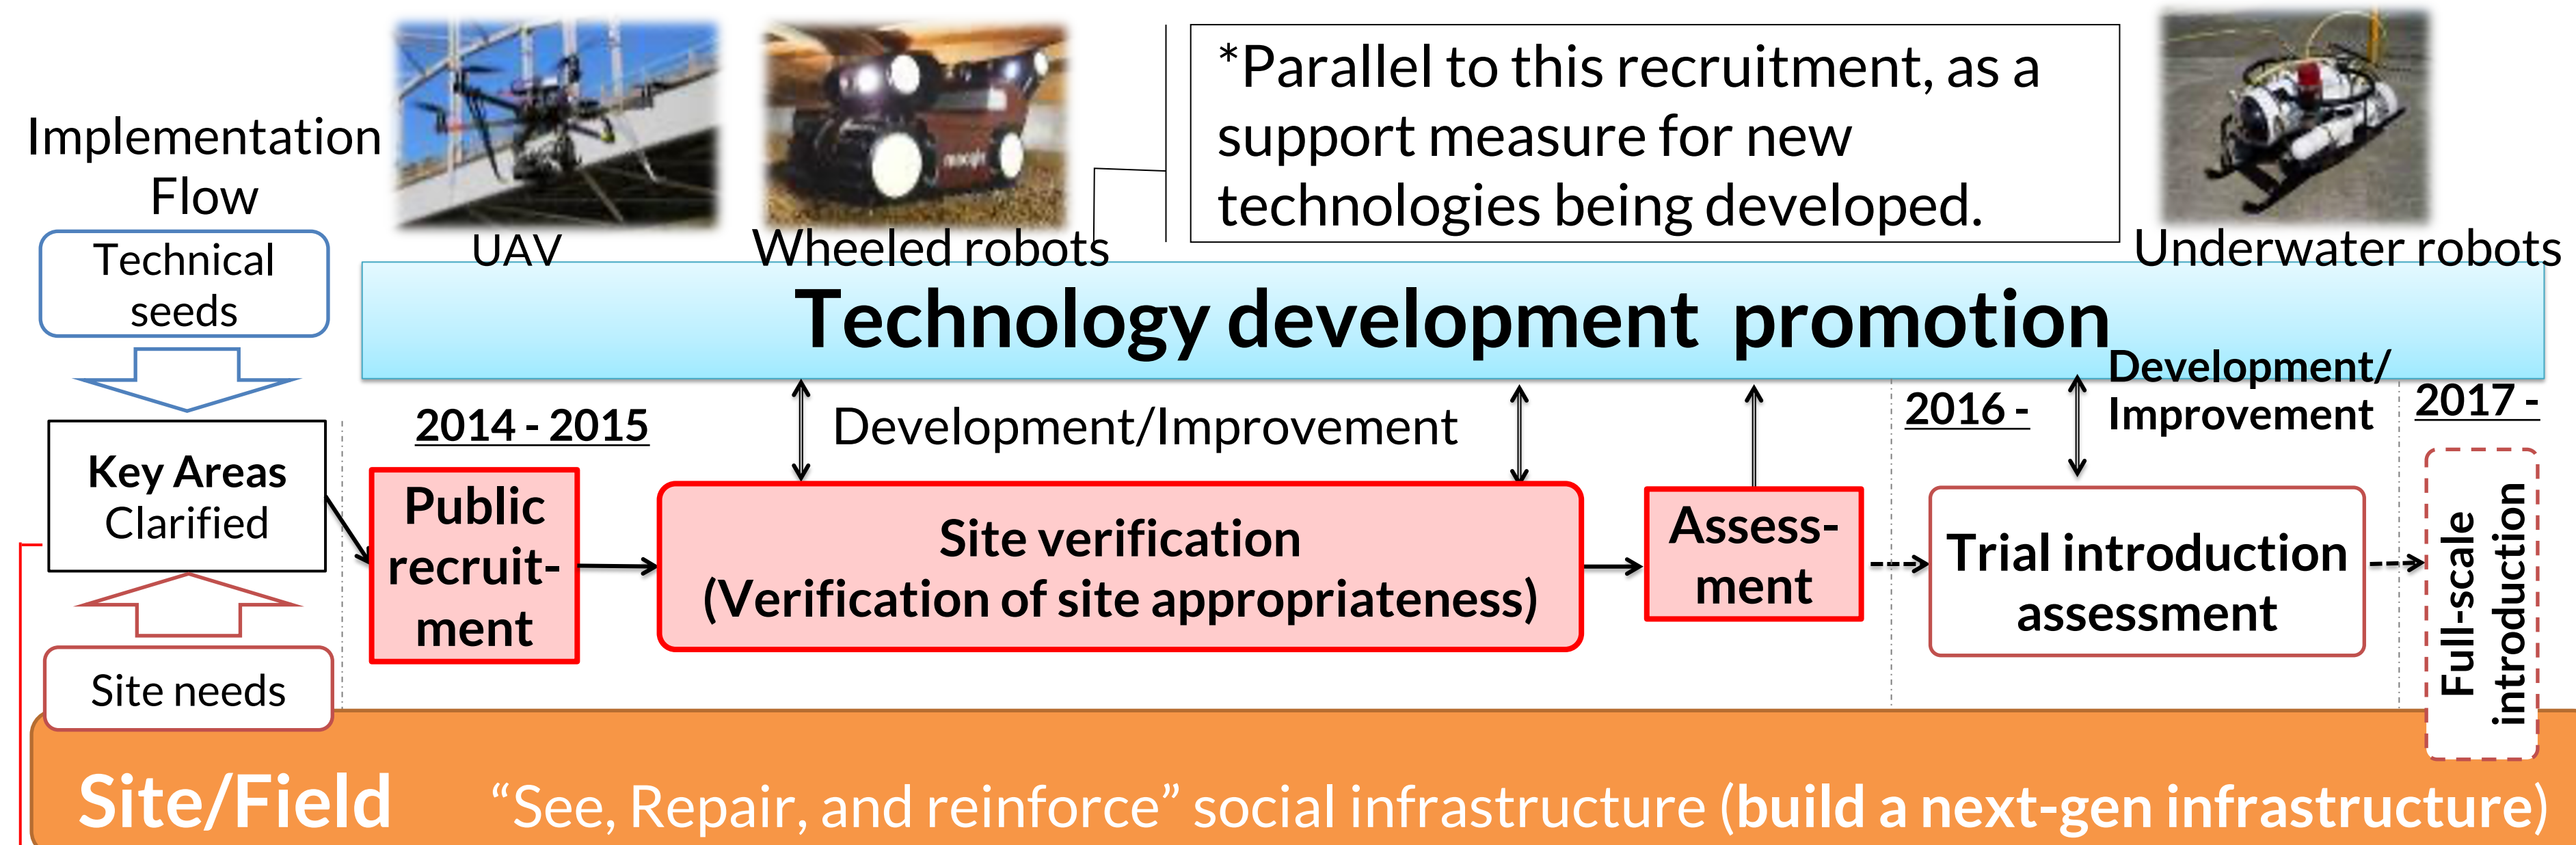 Implementation
Flow
UAV
Wheeled robots
*Parallel to this recruitment, as a
support measure for new
technologies being developed.
Underwater robots
Technical
seeds
Technology development promotion
Key Areas
Clarified
Site needs
2014 - 2015
Development/Improvement
2016 -
Development/
Improvement
2017 -
Public
recruit-
ment
Site verification
(Verification of site appropriateness)
Assess-
ment
Trial introduction
assessment
Full-scale
introduction
Site/Field
“See, Repair, and reinforce” social infrastructure (build a next-gen infrastructure)